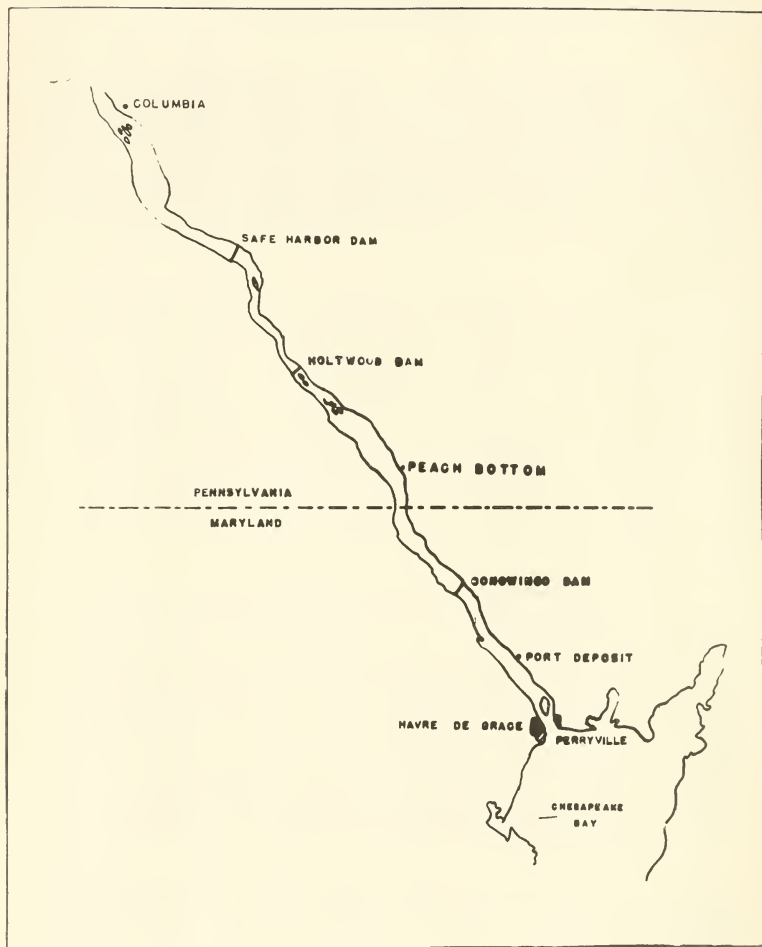 COLUMBIA
SAFE HARBOR DAM
HOLTWOOD DAM
PEACH BOTTOM
PENNSYLVANIA
MARYLAND
CONOWINGO DAM
PORT DEPOSIT
HAVRE DE GRACE
PERRYVILLE
CHESAPEAKE
BAY